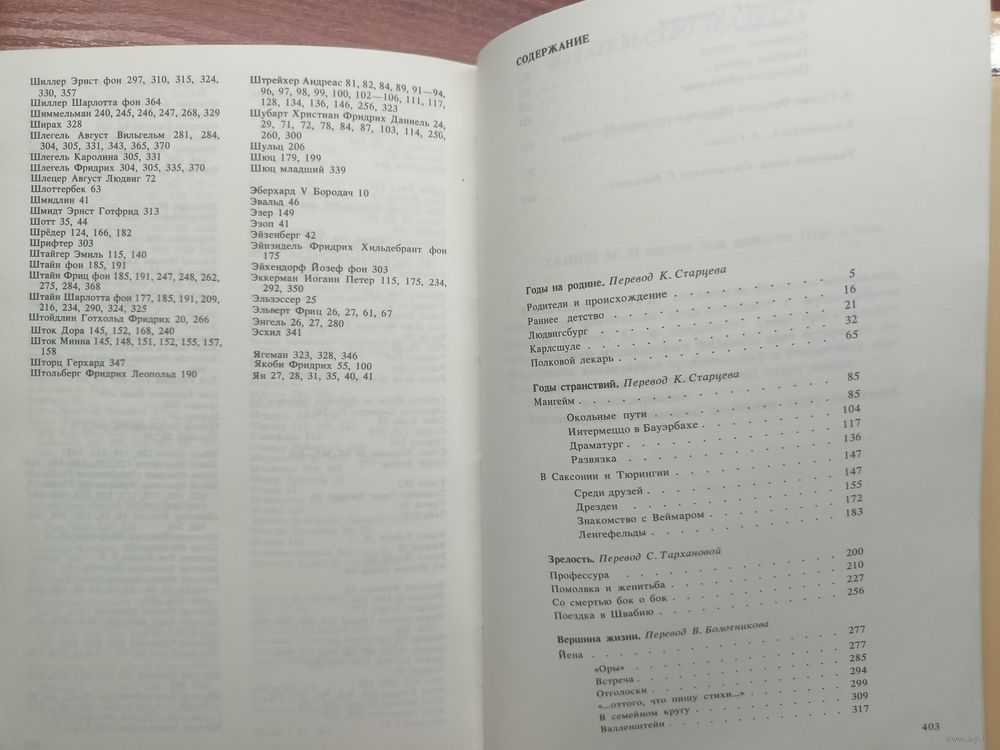 Шиллер Эрнст фон 297, 310, 315, 324,
330, 357
Шиллер Шарлотта фон 364
Шиммельман 240, 245, 246, 247, 268, 329
Ширах 328
Шлегель Август Вильгельм 281, 284,
304, 305, 331, 343, 365, 370
Шлегель Каролина 305, 331
Шлегель Фридрих 304, 305, 335, 370
Шлецер Август Людвиг 72
Шлоттербек 63
Шмидлин 41
Шмидт Эрнст Готфрид 313
Шотт 35, 44
Шрёдер 124, 166, 182
Шрифтер 303
Штайгер Эмиль 115, 140
Штайн фон 185, 191
Штайн Фриц фон 185, 191, 247, 248, 262,
275, 284, 368
Штайн Шарлотта фон 177, 185, 191, 209,
216, 234, 290, 324, 325
Штойдлин Готхольд Фридрих 20, 266
Шток Дора 145, 152, 168, 240
Шток Минна 145, 148, 151, 152, 155, 157,
158
Шторц Герхард 347
Штольберг Фридрих Леопольд 190
Штрейхер Андреас 81, 82, 84, 89, 91—94,
96, 97, 98, 99, 100, 102—106, 111, 117,
128, 134, 136, 146, 256, 323
Шубарт Христиан Фридрих Даниель 24,
29, 71, 72, 78, 84, 87, 103, 114, 250,
260, 300
Шульц 206
Шюц 179, 199
Шюц младший 339
Эберхард V Бородач 10
Эвальд 46
Эзер 149
Эзоп 41
Эйзенберг 42
Эйнзидель Фридрих Хильдебрант фон
175
Эйхендорф Йозеф фон 303
Эккерман Иоганн Петер 115, 175, 234,
292, 350
Эльзэссер 25
Эльверт Фриц 26, 27, 61, 67
Энгель 26, 27, 280
Эсхил 341
Ягеман 323, 328, 346
Якоби Фридрих 55, 100
Ян 27, 28, 31, 35, 40, 41
СОДЕРЖАНИЕ
Годы на родине. Перевод К. Старцева
Родители и происхождение . . . . . . . . . . 5
Раннее детство . . . . . . . . . . 16
Людвигсбург . . . . . . . . . . 21
Карлсшуле . . . . . . . . . . 32
Полковой лекарь . . . . . . . . . . 65
Годы странствий. Перевод К. Старцева
Мангейм . . . . . . . . . . 85
Окольные пути . . . . . . . . . . 85
Интермеццо в Бауэрбахе . . . . . . . . . . 104
Драматург . . . . . . . . . . 117
Развязка . . . . . . . . . . 136
В Саксонии и Тюрингии . . . . . . . . . . 147
Среди друзей . . . . . . . . . . 147
Дрезден . . . . . . . . . . 155
Знакомство с Веймаром . . . . . . . . . . 172
Ленгефельды . . . . . . . . . . 183
Зрелость. Перевод С. Тархановой
Профессура . . . . . . . . . . 200
Помолвка и женитьба . . . . . . . . . . 210
Со смертью бок о бок . . . . . . . . . . 227
Поездка в Швабию . . . . . . . . . . 256
Вершина жизни. Перевод В. Болотникова
Йена . . . . . . . . . . 277
«Оры» . . . . . . . . . . 277
Встреча . . . . . . . . . . 285
Отголоски . . . . . . . . . . 294
«...оттого, что пишу стихи...» . . . . . . . . . . 299
В семейном кругу . . . . . . . . . . 309
Валленштейн . . . . . . . . . . 317
403